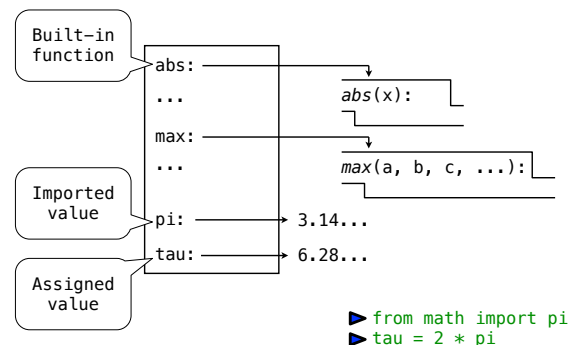 Built-in
function
abs:
...
abs(x):
max:
max(a, b, c, ...):
...
Imported
value
pi:
3.14...
tau:
6.28...
Assigned
value
from math import pi
tau = 2 * pi